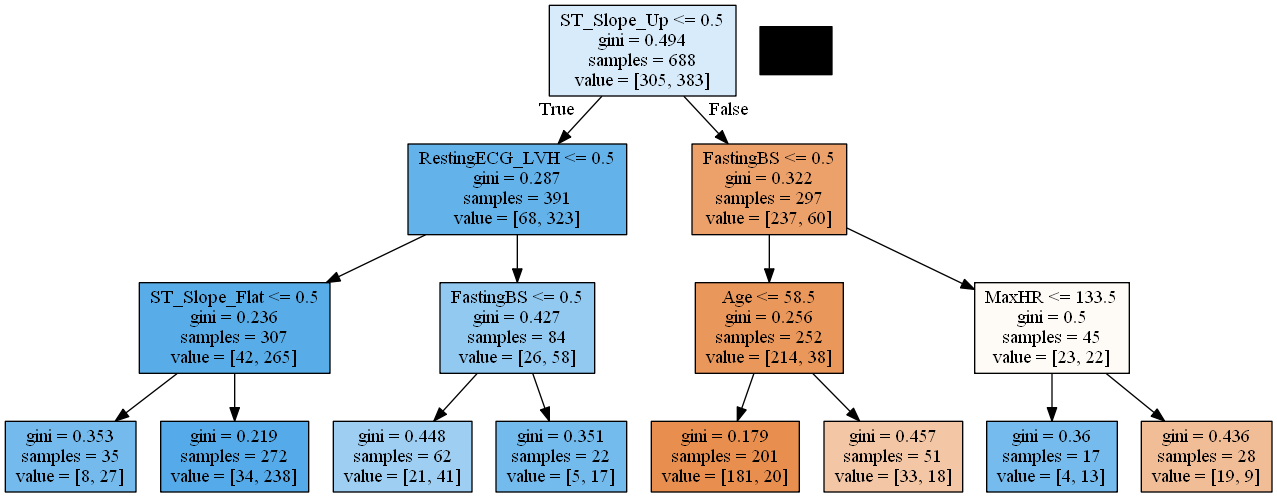 ST_Slope_Up <= 0.5
gini = 0.494
samples = 688
value = [305, 383]
True
False
RestingECG_LVH <= 0.5
gini = 0.287
samples = 391
value = [68, 323]
FastingBS <= 0.5
gini = 0.322
samples = 297
value = [237, 60]
ST_Slope_Flat <= 0.5
gini = 0.236
samples = 307
value = [42, 265]
FastingBS <= 0.5
gini = 0.427
samples = 84
value = [26, 58]
Age <= 58.5
gini = 0.256
samples = 252
value = [214, 38]
MaxHR <= 133.5
gini = 0.5
samples = 45
value = [23, 22]
gini = 0.353
samples = 35
value = [8, 27]
gini = 0.219
samples = 272
value = [34, 238]
gini = 0.448
samples = 62
value = [21, 41]
gini = 0.351
samples = 22
value = [5, 17]
gini = 0.179
samples = 201
value = [181, 20]
gini = 0.457
samples = 51
value = [33, 18]
gini = 0.36
samples = 17
value = [4, 13]
gini = 0.436
samples = 28
value = [19, 9]